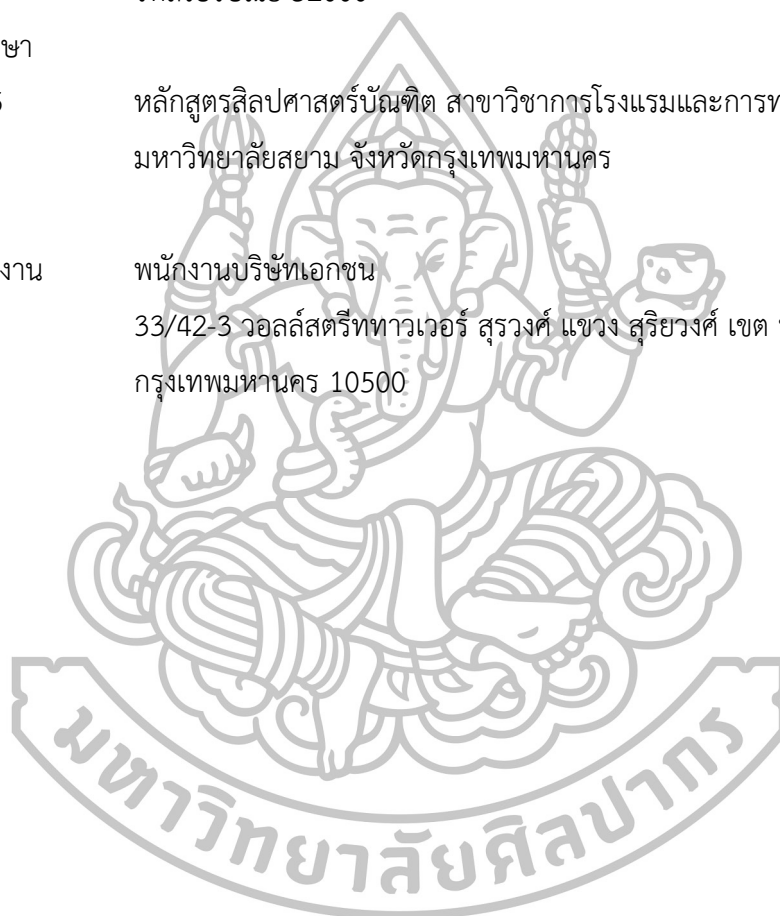 ษา
หลักสูตรศิลปศาสตร์บัณฑิต สาขาวิชาการโรงแรมและการท
มหาวิทยาลัยสยาม จังหวัดกรุงเทพมหานคร
งาน พนักงานบริษัทเอกชน
33/42-3 วอลล์สตรีททาวเวอร์ สุรวงศ์ แขวง สุริยวงศ์ เขต
กรุงเทพมหานคร 10500
มหาวิทยาลัยศิลปากร